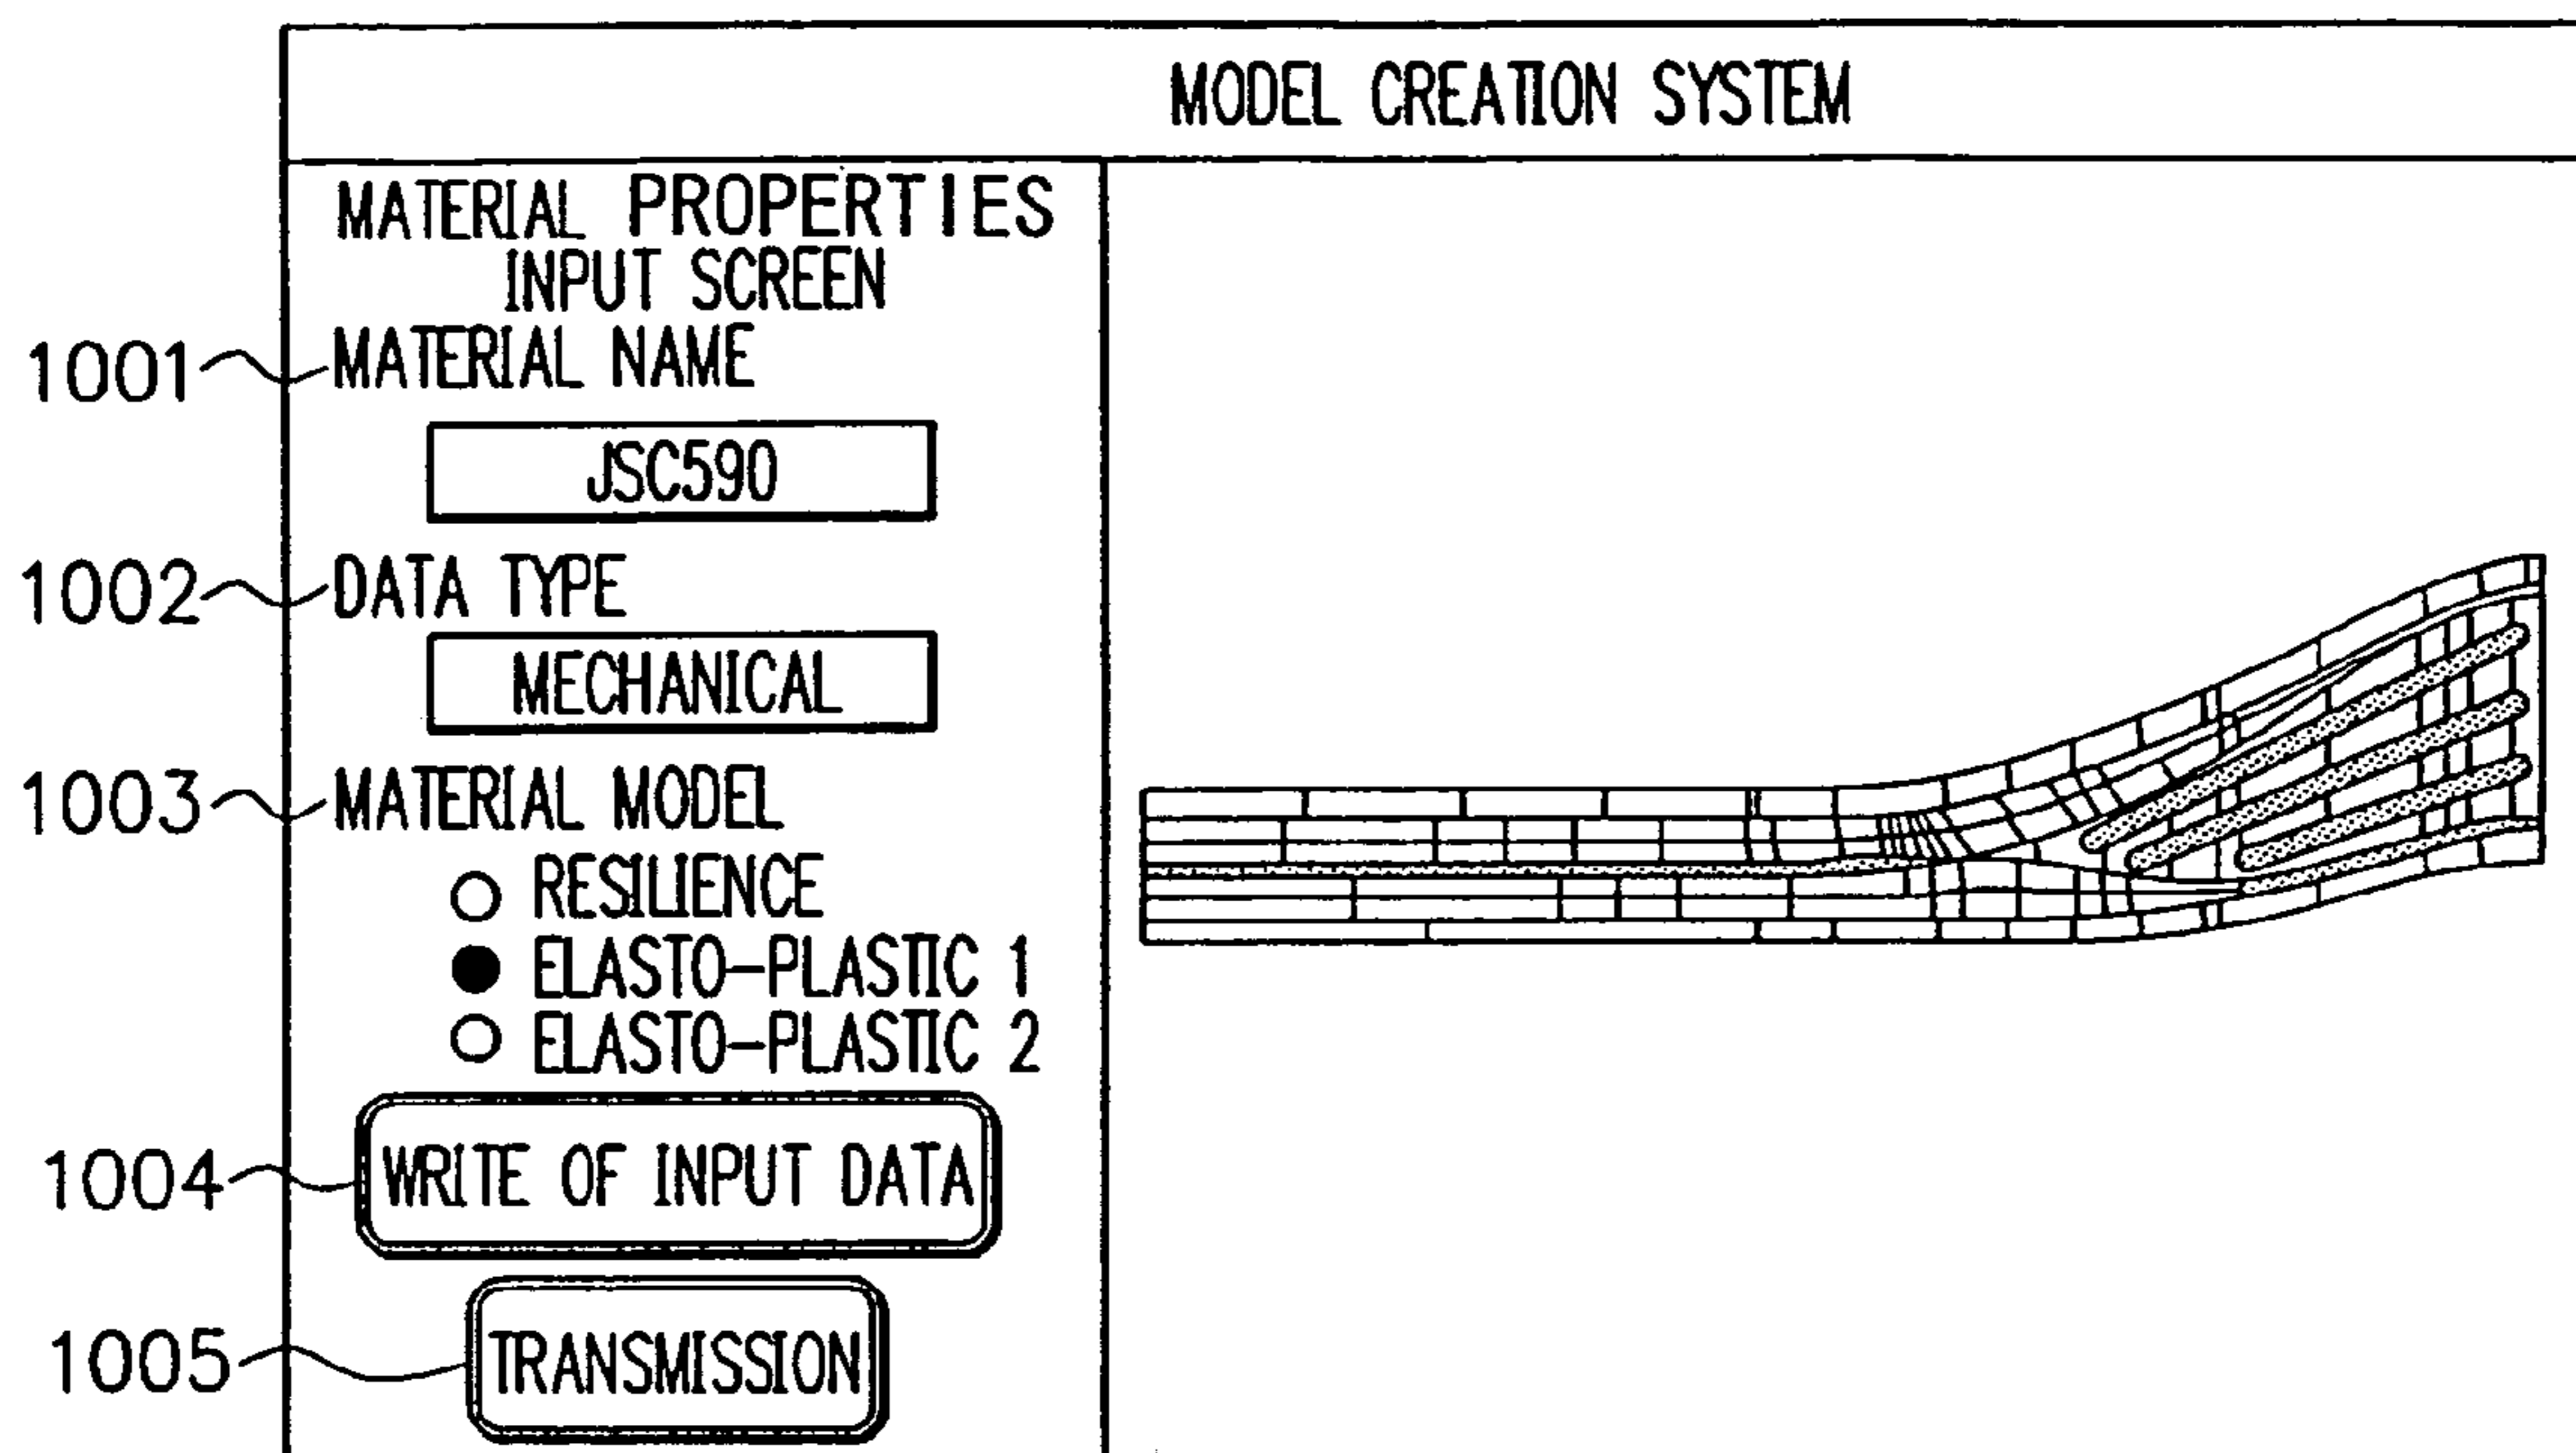 MODEL CREATION SYSTEM
MATERIAL PROPERTIES
INPUT SCREEN
1001
MATERIAL NAME
JSC590
1002
DATA TYPE
MECHANICAL
1003
MATERIAL MODEL
RESILIENCE
ELASTO-PLASTIC 1
ELASTO-PLASTIC 2
1004
WRITE OF INPUT DATA
1005
TRANSMISSION